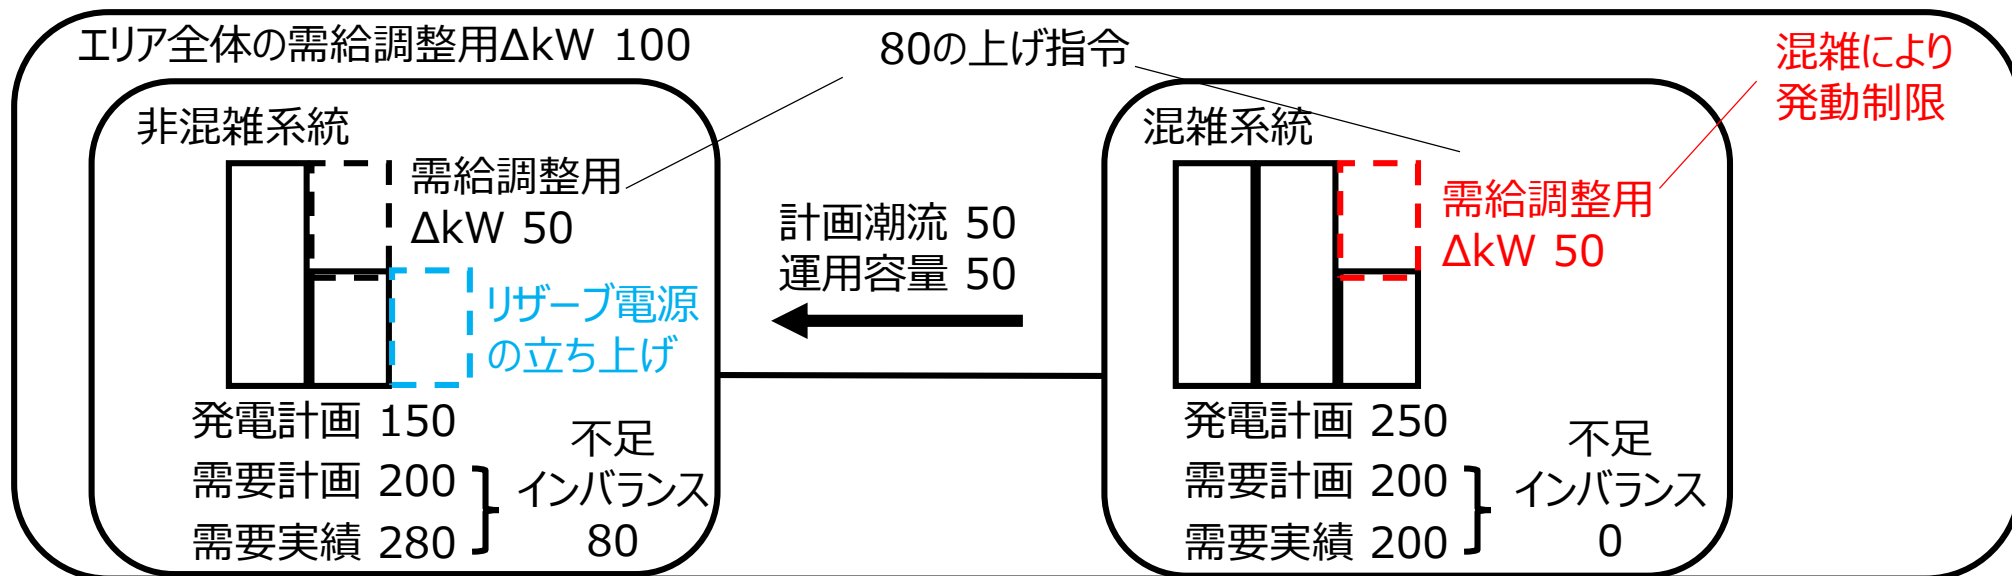 エリア全体の需給調整用ΔkW 100
80の上げ指令
混雑により
発動制限
非混雑系統
需給調整用
ΔkW 50
リザーブ電源
の立ち上げ
発電計画 150
需要計画 200
需要実績 280
不足
インバランス
80
計画潮流 50
運用容量 50
混雑系統
需給調整用
ΔkW 50
発電計画 250
需要計画 200
需要実績 200
不足
インバランス
0